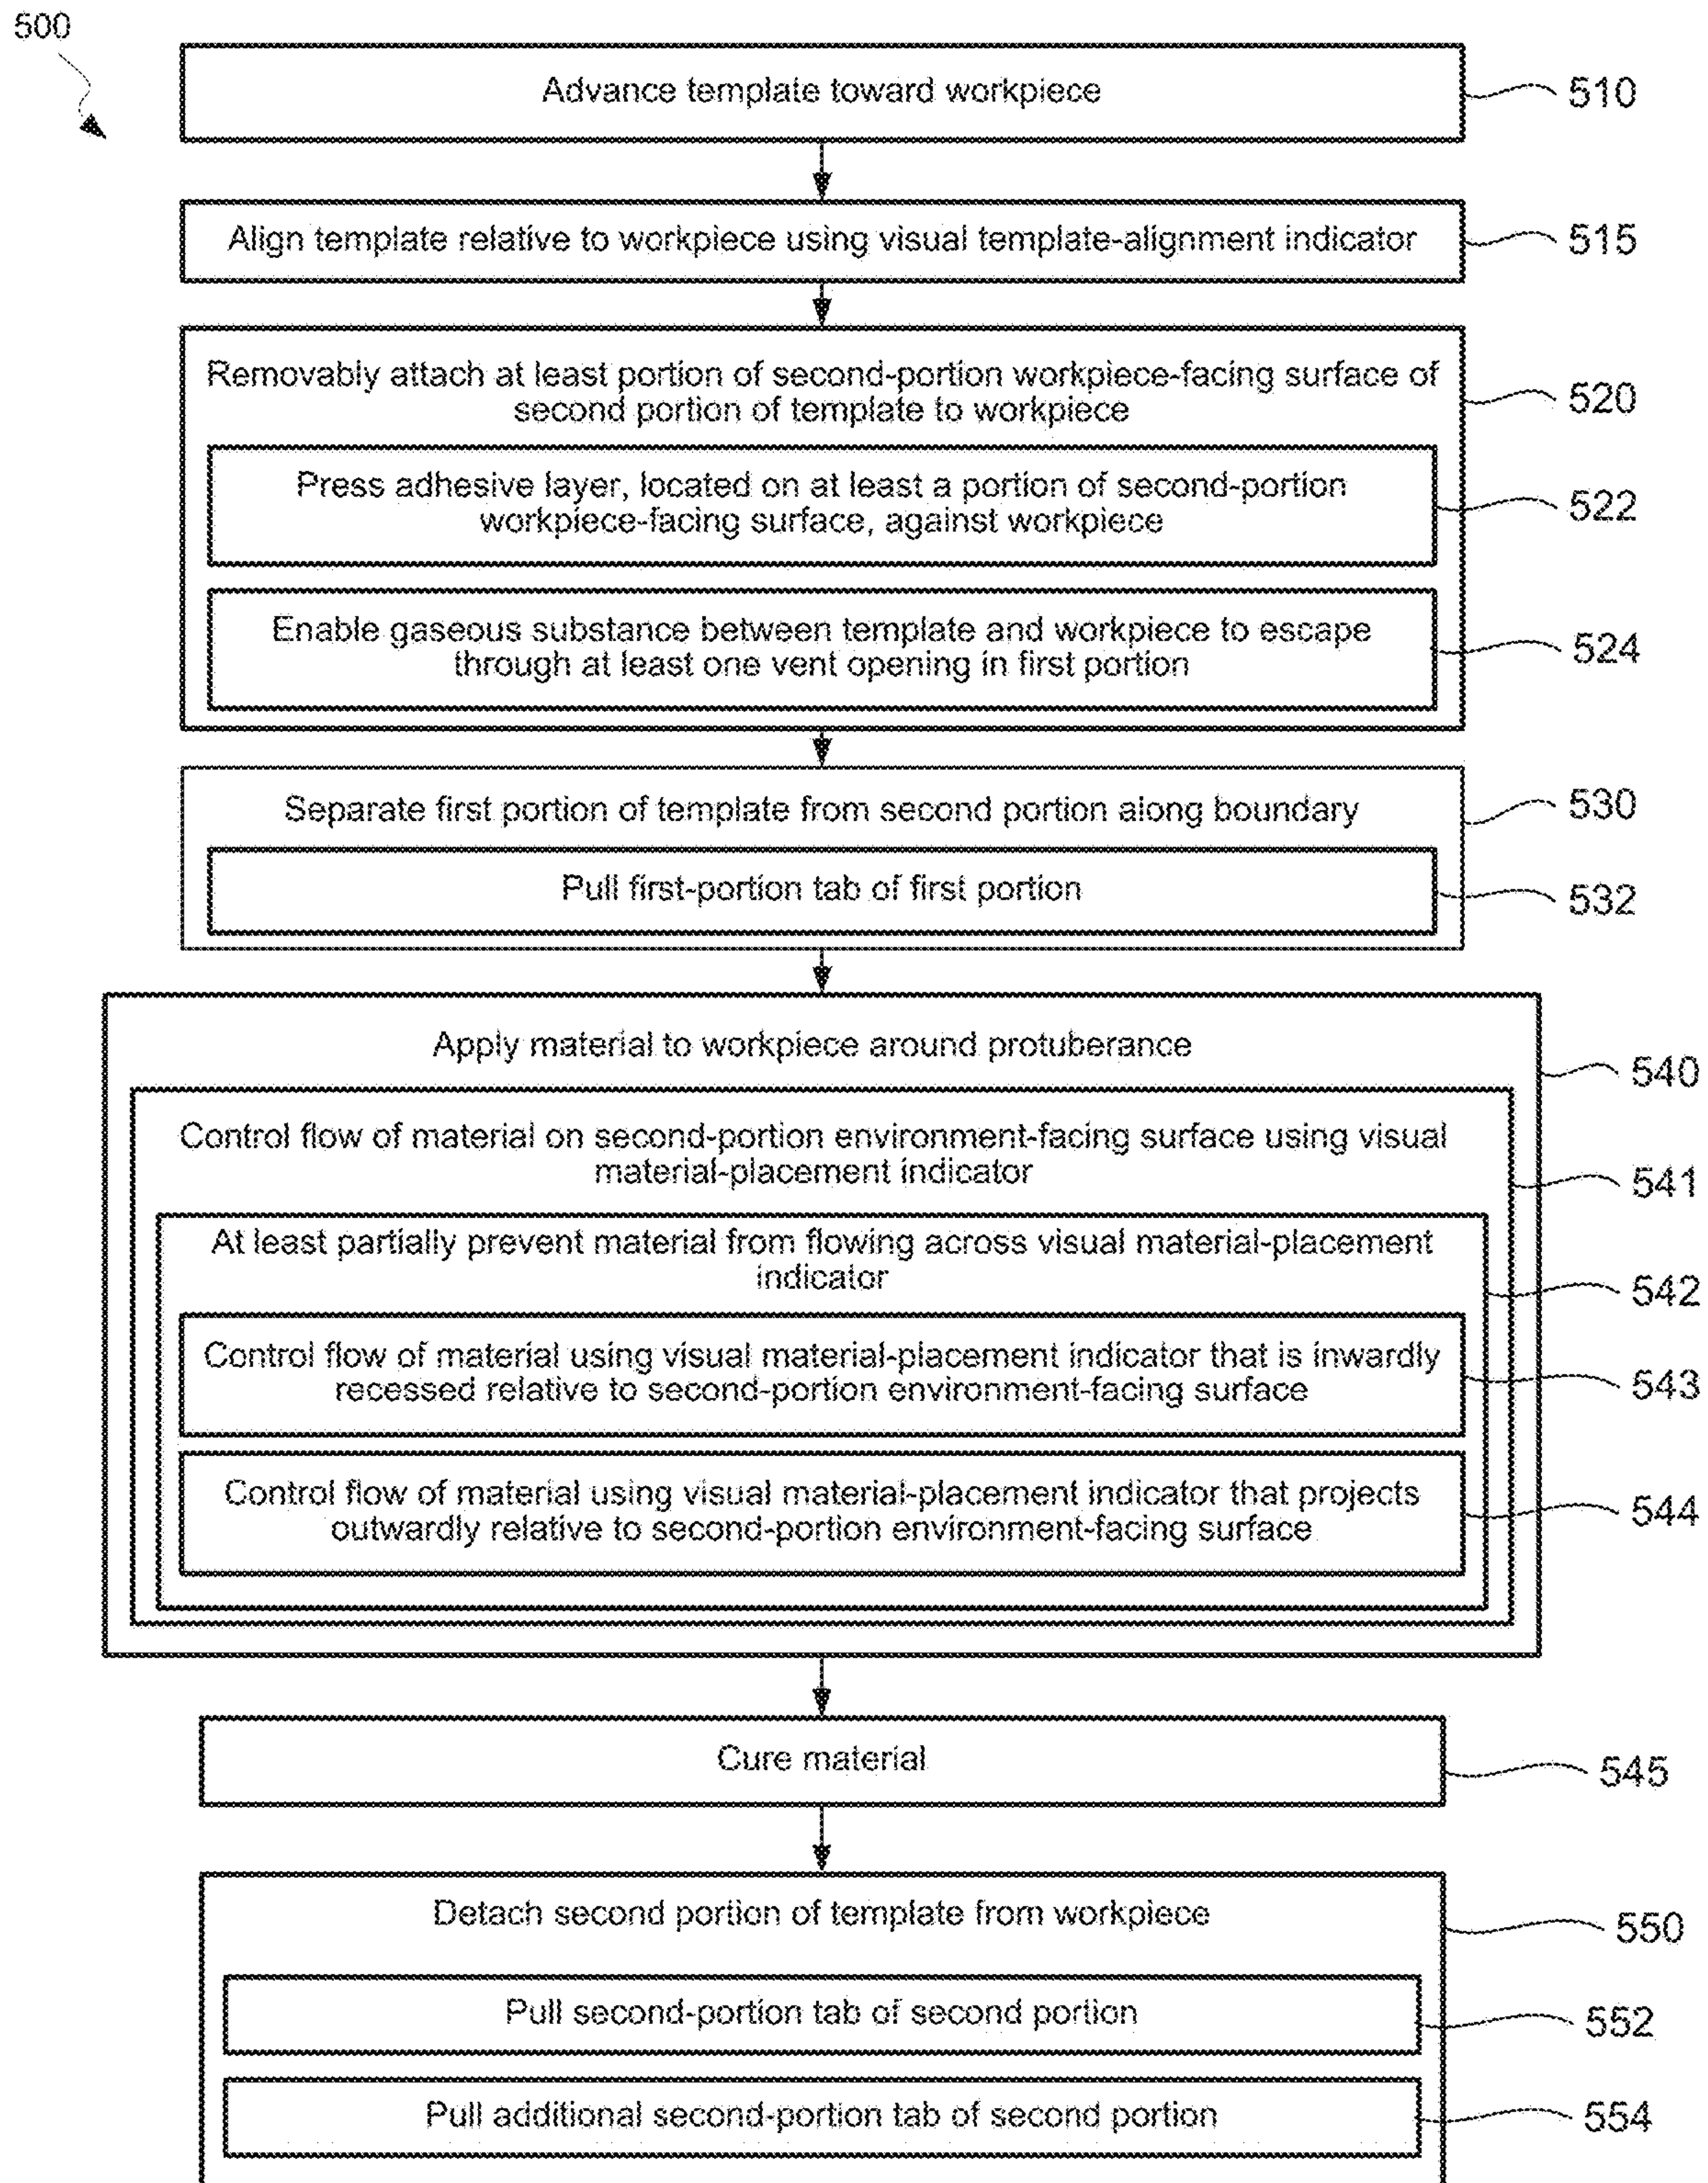 500
Advance template toward workpiece
510
Align template relative to workpiece using visual template-alignment indicator
515
Removably attach at least portion of second-portion workpiece-facing surface of
second portion of template to workpiece
520
Press adhesive layer, located on at least a portion of second-portion
workpiece-facing surface, against workpiece
522
Enable gaseous substance between template and workpiece to escape
through at least one vent opening in first portion
524
Separate first portion of template from second portion along boundary
530
Pull first-portion tab of first portion
532
Apply material to workpiece around protuberance
540
Control flow of material on second-portion environment-facing surface using visual
material-placement indicator
541
At least partially prevent material from flowing across visual material-placement
indicator
542
Control flow of material using visual material-placement indicator that is inwardly
recessed relative to second-portion environment-facing surface
543
Control flow of material using visual material-placement indicator that projects
outwardly relative to second-portion environment-facing surface
544
Cure material
545
Detach second portion of template from workpiece
550
Pull second-portion tab of second portion
552
Pull additional second-portion tab of second portion
554